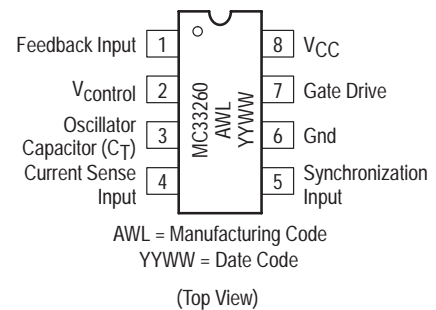 Feedback Input 1
8 VCC
Vcontrol 2
7 Gate Drive
Oscillator
Capacitor (CT) 3
6 Gnd
Current Sense
Input 4
5 Synchronization
Input
MC33260
AWL
YYWW
AWL = Manufacturing Code
YYWW = Date Code
(Top View)